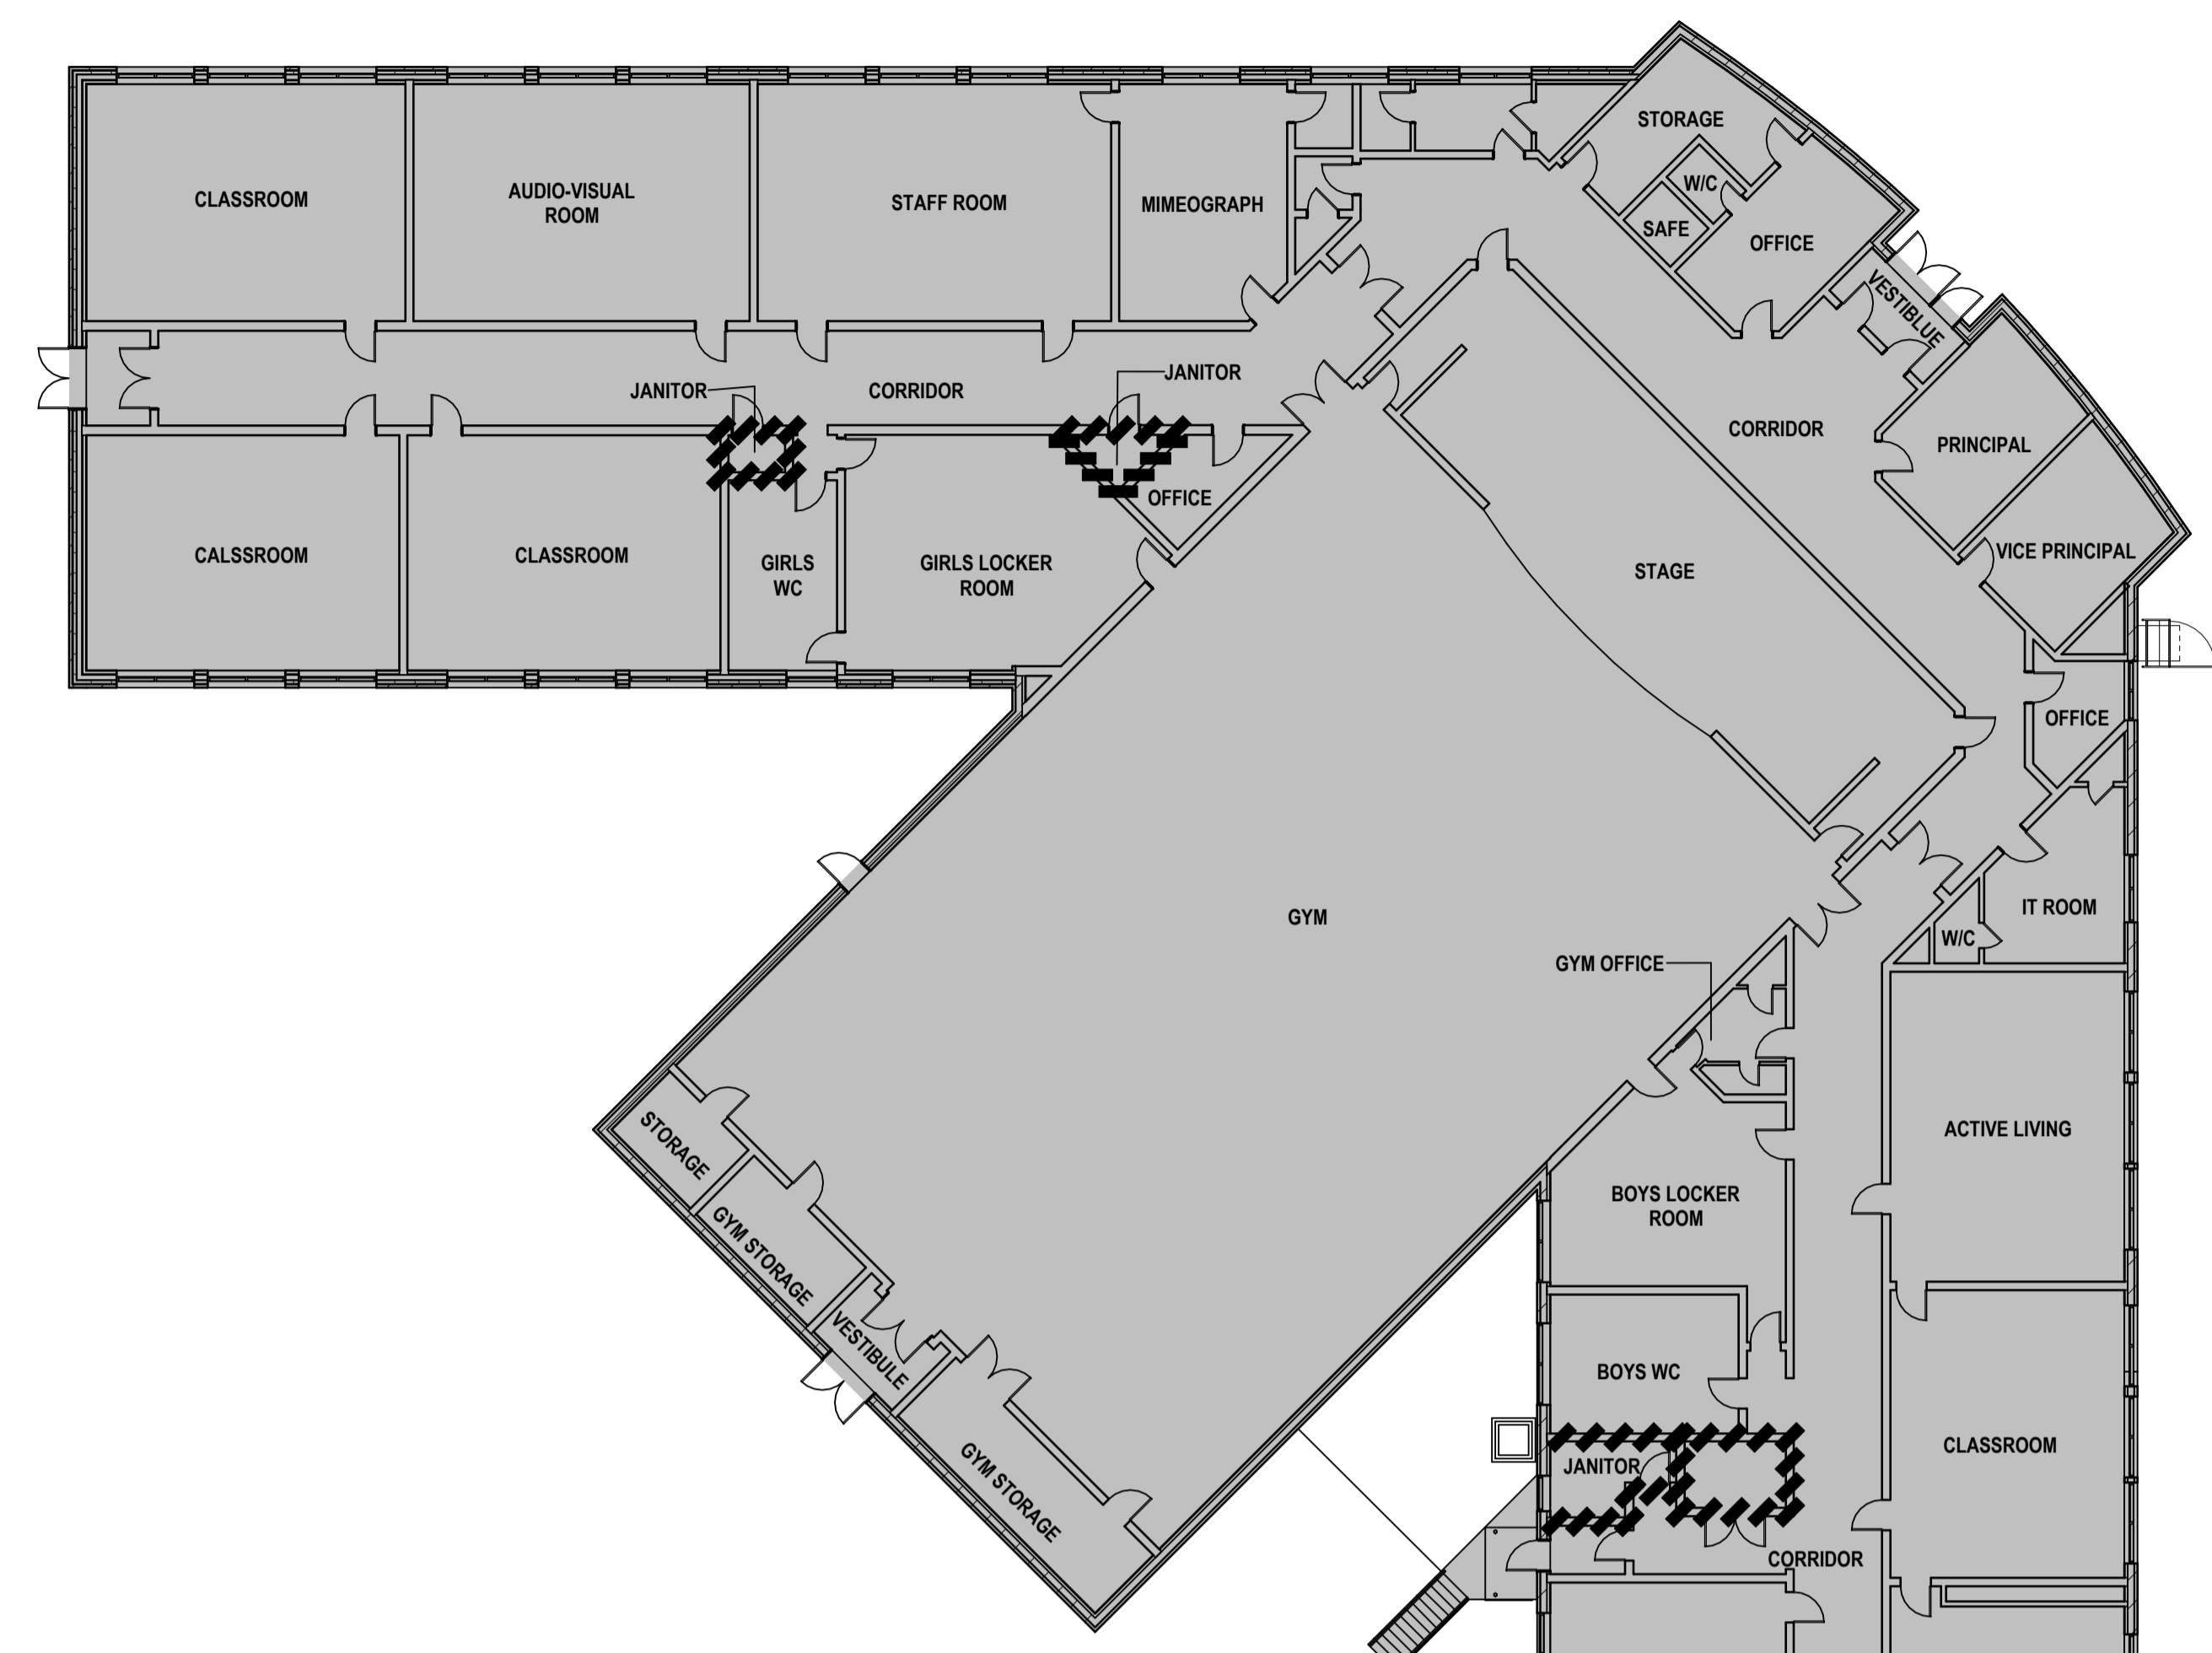 STORAGE
CLASSROOM
AUDIO-VISUAL
ROOM
STAFF ROOM
MIMEOGRAPH
W/C
SAFE
OFFICE
VESTIBLUE
JANITOR
CORRIDOR
JANITOR
CORRIDOR
PRINCIPAL
OFFICE
CALSSROOM
CLASSROOM
GIRLS
WC
GIRLS LOCKER
ROOM
STAGE
VICE PRINCIPAL
OFFICE
GYM
IT ROOM
W/C
GYM OFFICE
STORAGE
ACTIVE LIVING
BOYS LOCKER
ROOM
GYM STORAGE
VESTIBULE
BOYS WC
CLASSROOM
JANITOR
GYM STORAGE
CORRIDOR